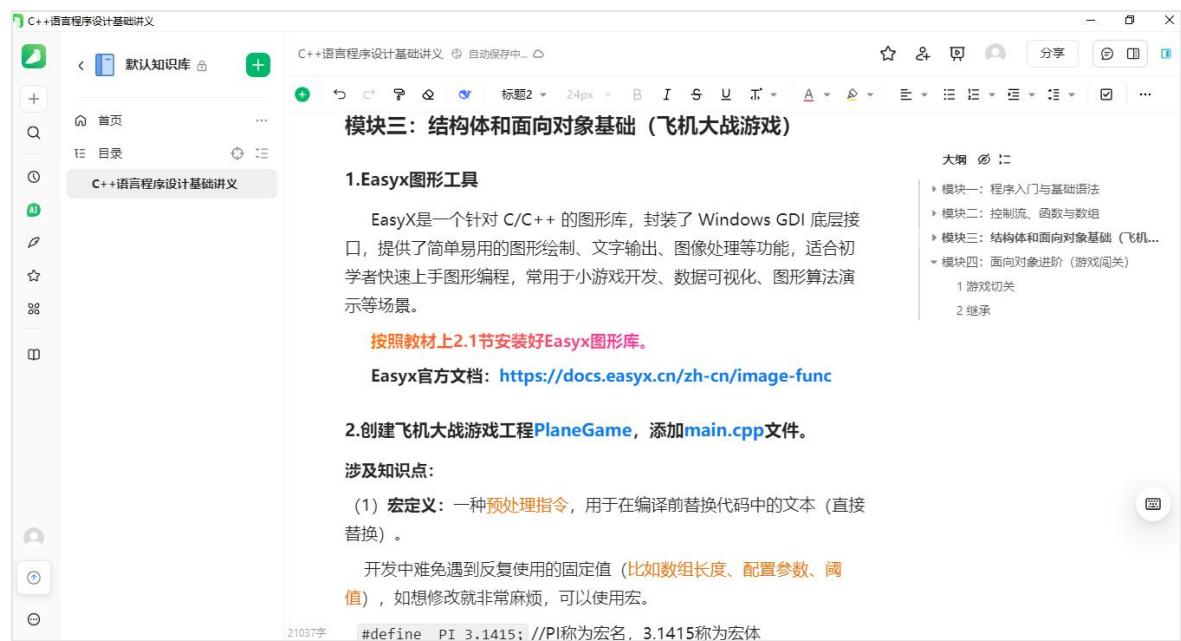 C++语言程序设计基础讲义
默认知识库
首页
目录
C++语言程序设计基础讲义
AI
C++语言程序设计基础讲义 自动保存中...
分享
标题2 24px B I S U T A
模块三：结构体和面向对象基础（飞机大战游戏）
1.Easyx图形工具
EasyX是一个针对 C/C++ 的图形库，封装了 Windows GDI 底层接
口，提供了简单易用的图形绘制、文字输出、图像处理等功能，适合初
学者快速上手图形编程，常用于小游戏开发、数据可视化、图形算法演
示等场景。
按照教材上2.1节安装好Easyx图形库。
Easyx官方文档：https://docs.easyx.cn/zh-cn/image-func
2.创建飞机大战游戏工程PlaneGame，添加main.cpp文件。
涉及知识点：
（1）宏定义：一种预处理指令，用于在编译前替换代码中的文本（直接
替换）。
开发中难免遇到反复使用的固定值（比如数组长度、配置参数、阈
值），如想修改就非常麻烦，可以使用宏。
#define PI 3.1415; //PI称为宏名，3.1415称为宏体
21037字
大纲
模块一：程序入门与基础语法
模块二：控制流、函数与数组
模块三：结构体和面向对象基础（飞机...
模块四：面向对象进阶（游戏闯关）
1 游戏切关
2 继承